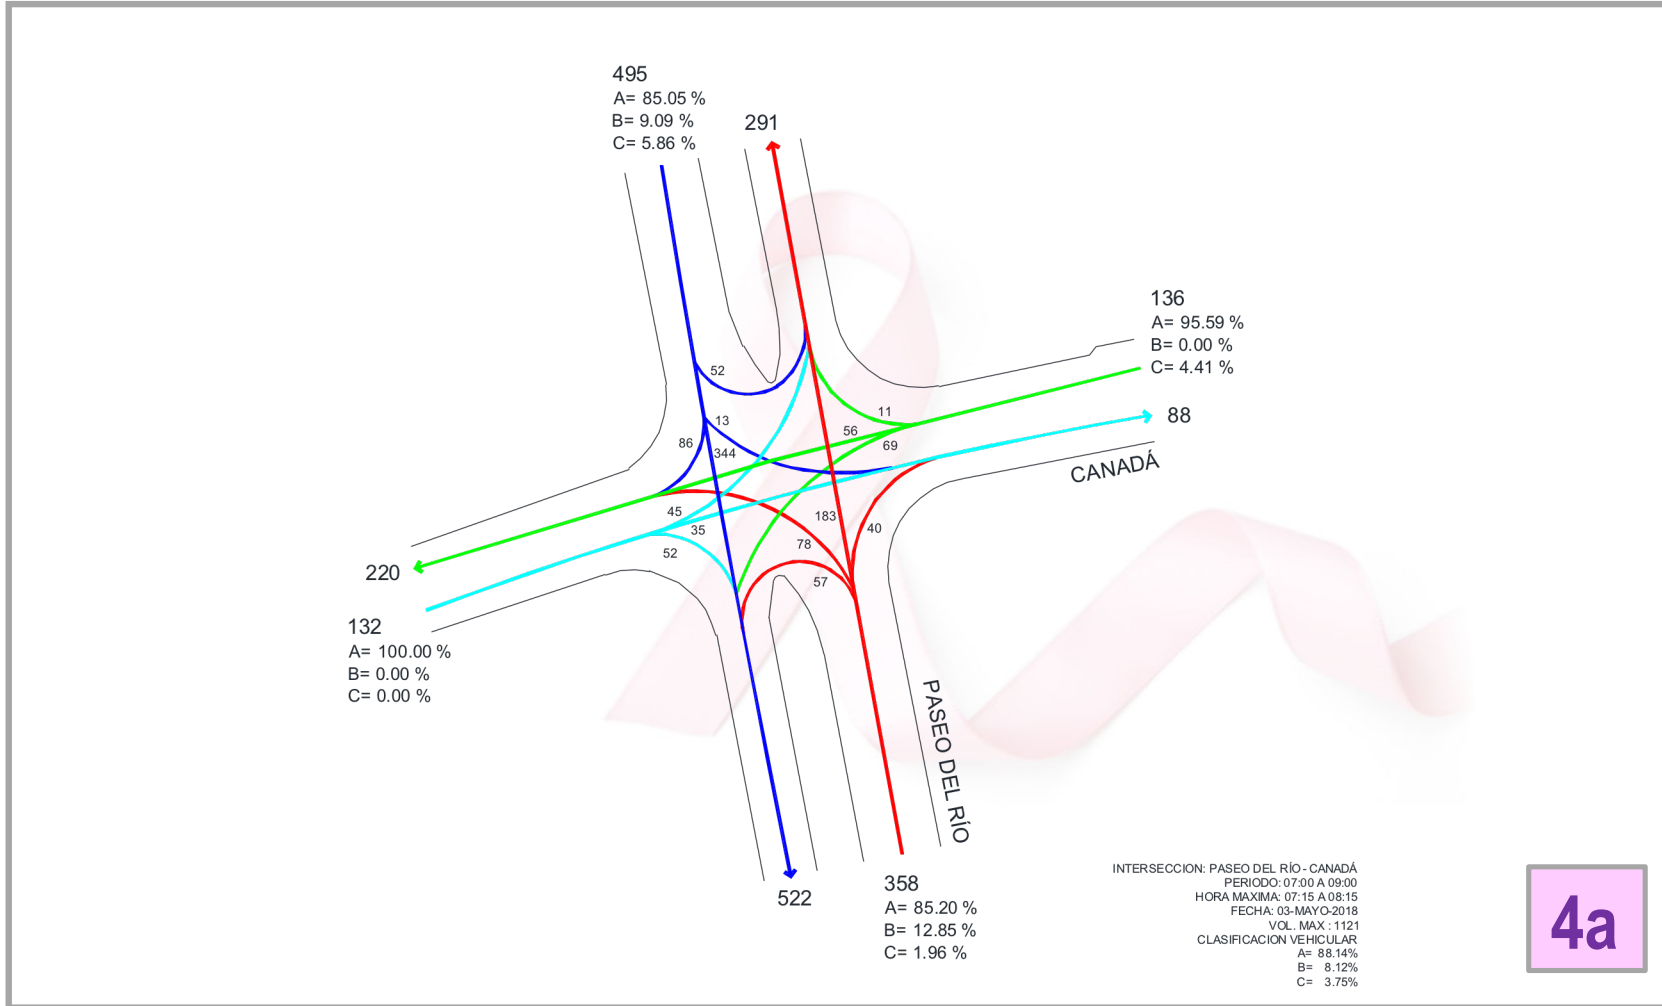 495
A= 85.05 %
B= 9.09 %
C= 5.86 %
291
136
A= 95.59 %
B= 0.00 %
C= 4.41 %
88
CANADÁ
52
13
86
344
11
56
69
45
35
52
183
40
78
57
220
132
A= 100.00 %
B= 0.00 %
C= 0.00 %
PASEO DEL RÍO
522
358
A= 85.20 %
B= 12.85 %
C= 1.96 %
INTERSECCION: PASEO DEL RÍO - CANADÁ
PERIODO: 07:00 A 09:00
HORA MAXIMA: 07:15 A 08:15
FECHA: 03-MAYO-2018
VOL. MAX : 1121
CLASIFICACION VEHICULAR
A= 88.14%
B= 8.12%
C= 3.75%
4a